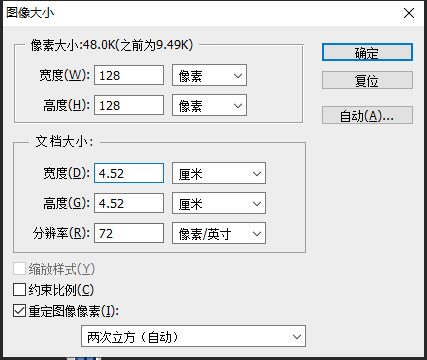 图像大小
像素大小:48.0K(之前为9.49K)
宽度(W): 128 像素
高度(H): 128 像素
确定
复位
自动(A)...
文档大小:
宽度(D): 4.52 厘米
高度(G): 4.52 厘米
分辨率(R): 72 像素/英寸
缩放样式(Y)
约束比例(C)
重定图像像素(I):
两次立方（自动）